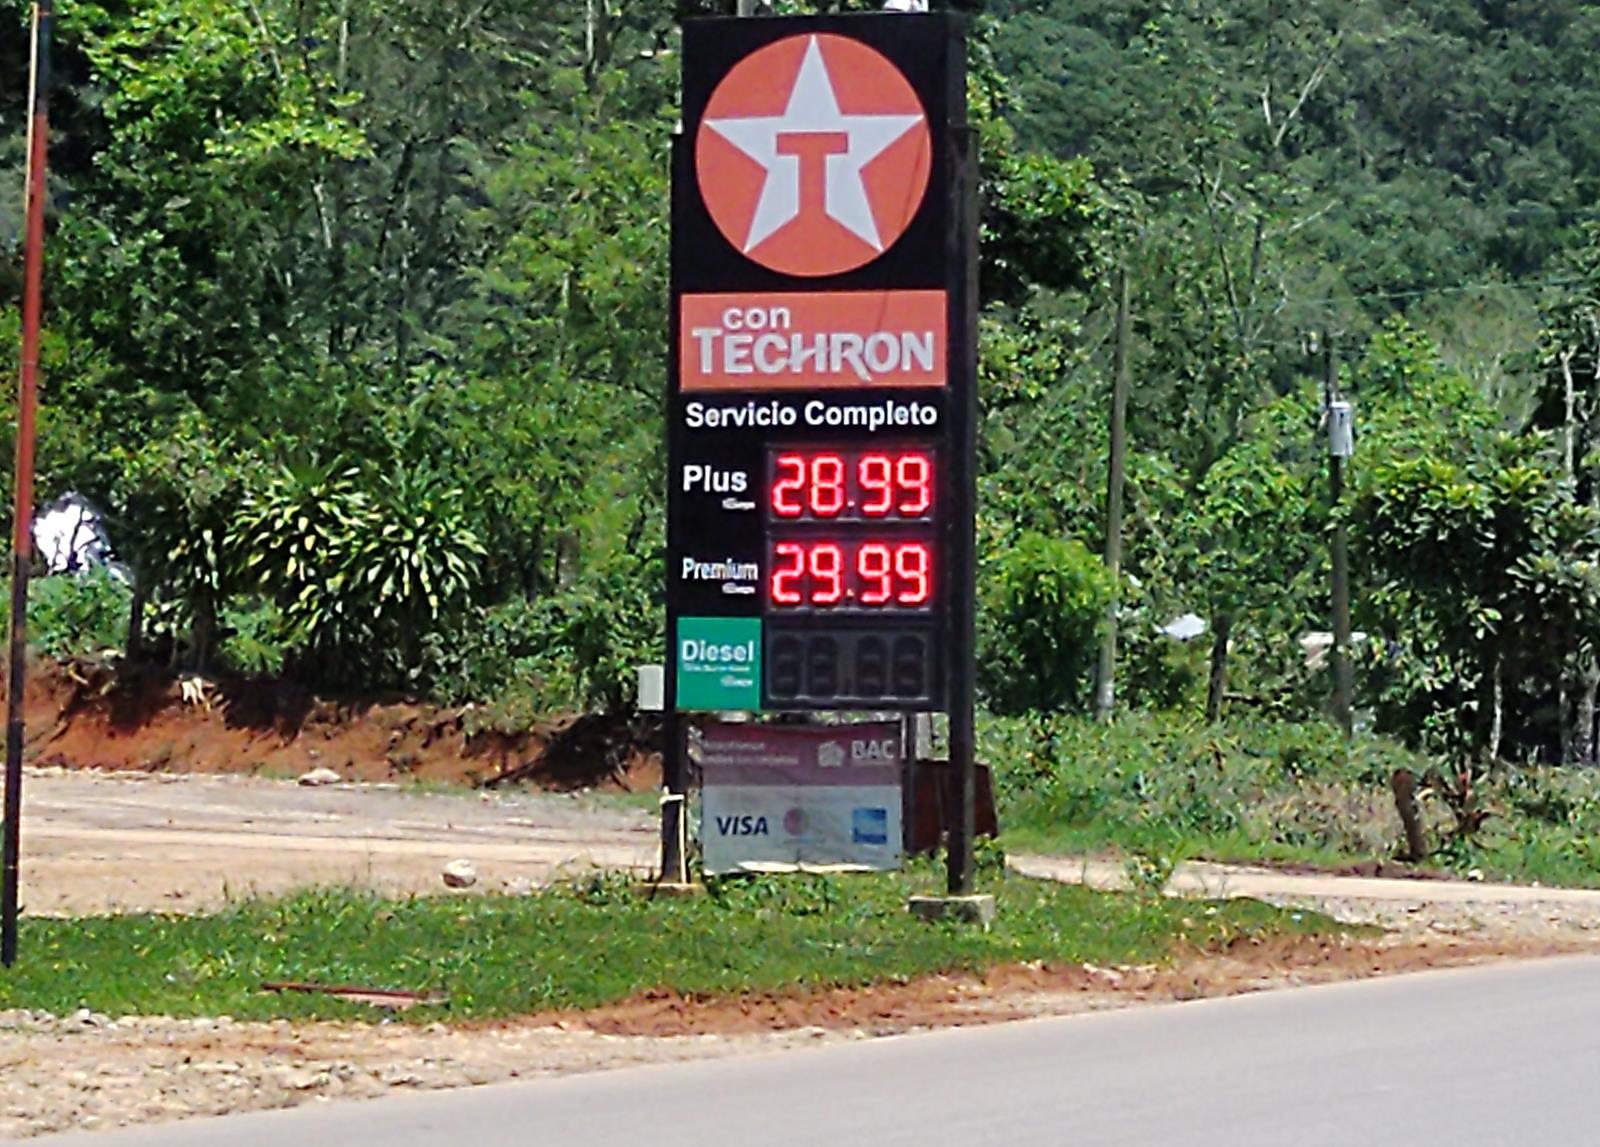 T
con
TECHRON
Servicio Completo
Plus 28.99
Premium 29.99
Diesel
BAC
VISA